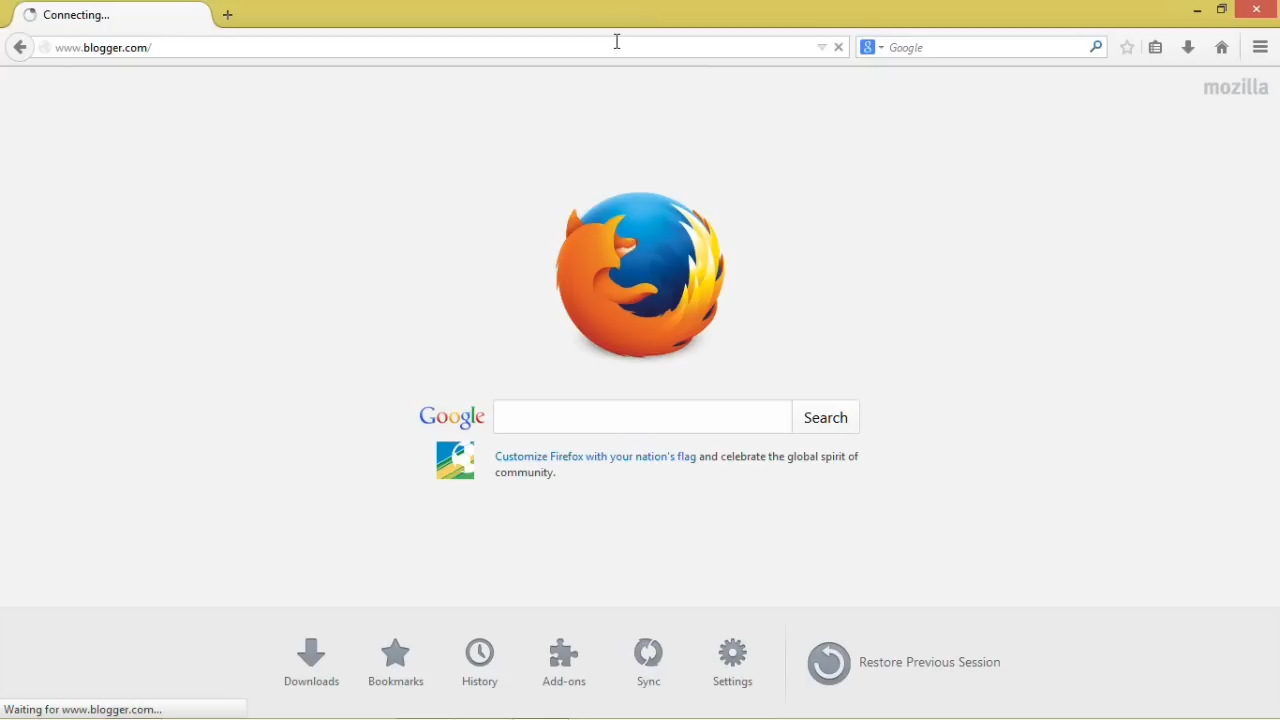 Connecting...
www.blogger.com/
Google
mozilla
Google
Search
Customize Firefox with your nation's flag and celebrate the global spirit of
community.
Downloads
Bookmarks
History
Add-ons
Sync
Settings
Restore Previous Session
Waiting for www.blogger.com...